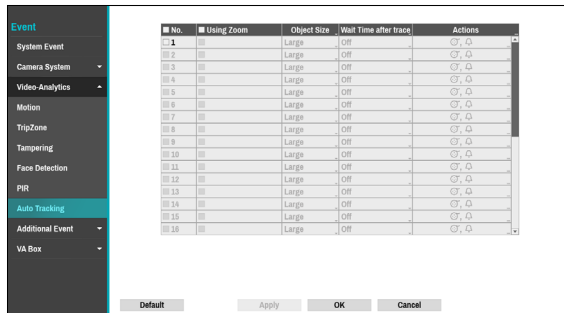 Event
System Event
Camera System
Video-Analytics
Motion
TripZone
Tampering
Face Detection
PIR
Auto Tracking
Additional Event
VA Box
No. Using Zoom Object Size Wait Time after trace Actions
1 Large Off
2 Large Off
3 Large Off
4 Large Off
5 Large Off
6 Large Off
7 Large Off
8 Large Off
9 Large Off
10 Large Off
11 Large Off
12 Large Off
13 Large Off
14 Large Off
15 Large Off
16 Large Off
Default Apply OK Cancel